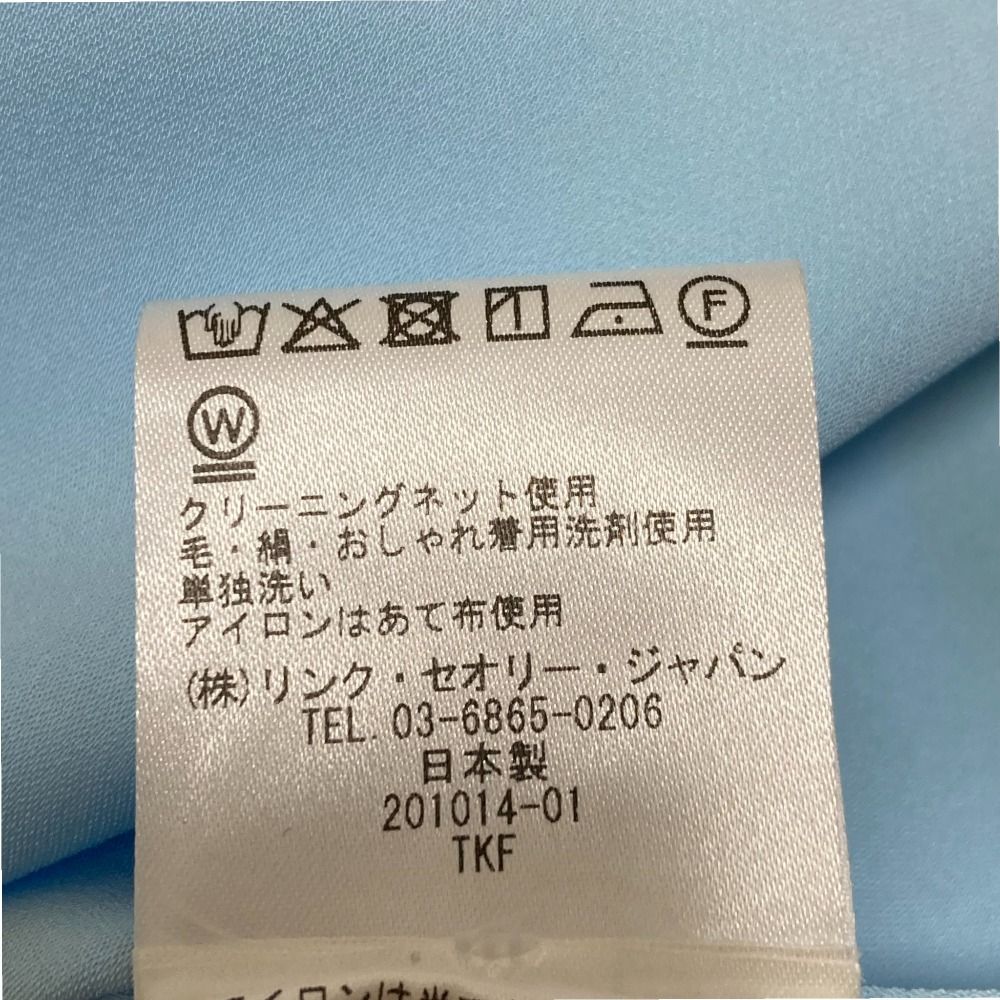 F
W
クリーニングネット使用
毛・絹・おしゃれ着用洗剤使用
単独洗い
アイロンはあて布使用
(株)リンク・セオリー・ジャパン
TEL. 03-6865-0206
日本製
201014-01
TKF